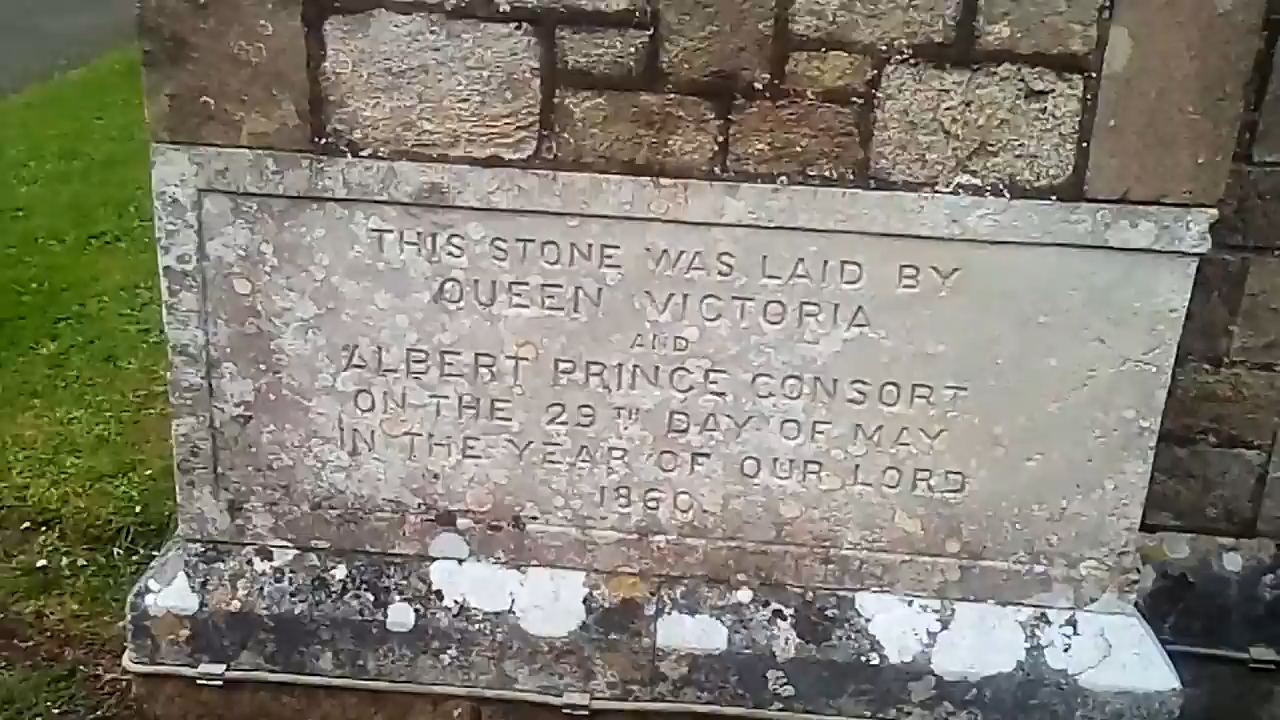 THIS STONE WAS LAID BY
QUEEN VICTORIA
AND
ALBERT PRINCE CONSORT
ON THE 29TH DAY OF MAY
IN THE YEAR OF OUR LORD
1860